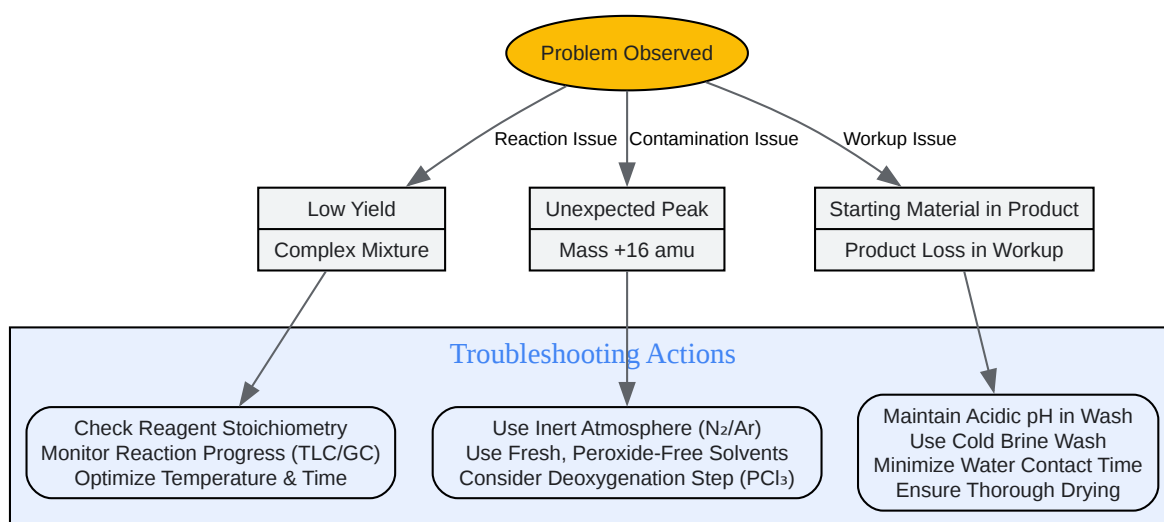 Problem Observed
Reaction Issue
Contamination Issue
Workup Issue
Low Yield
Complex Mixture
Unexpected Peak
Mass +16 amu
Starting Material in Product
Product Loss in Workup
Troubleshooting Actions
Check Reagent Stoichiometry
Monitor Reaction Progress (TLC/GC)
Optimize Temperature & Time
Use Inert Atmosphere (N₂/Ar)
Use Fresh, Peroxide-Free Solvents
Consider Deoxygenation Step (PCl₃)
Maintain Acidic pH in Wash
Use Cold Brine Wash
Minimize Water Contact Time
Ensure Thorough Drying